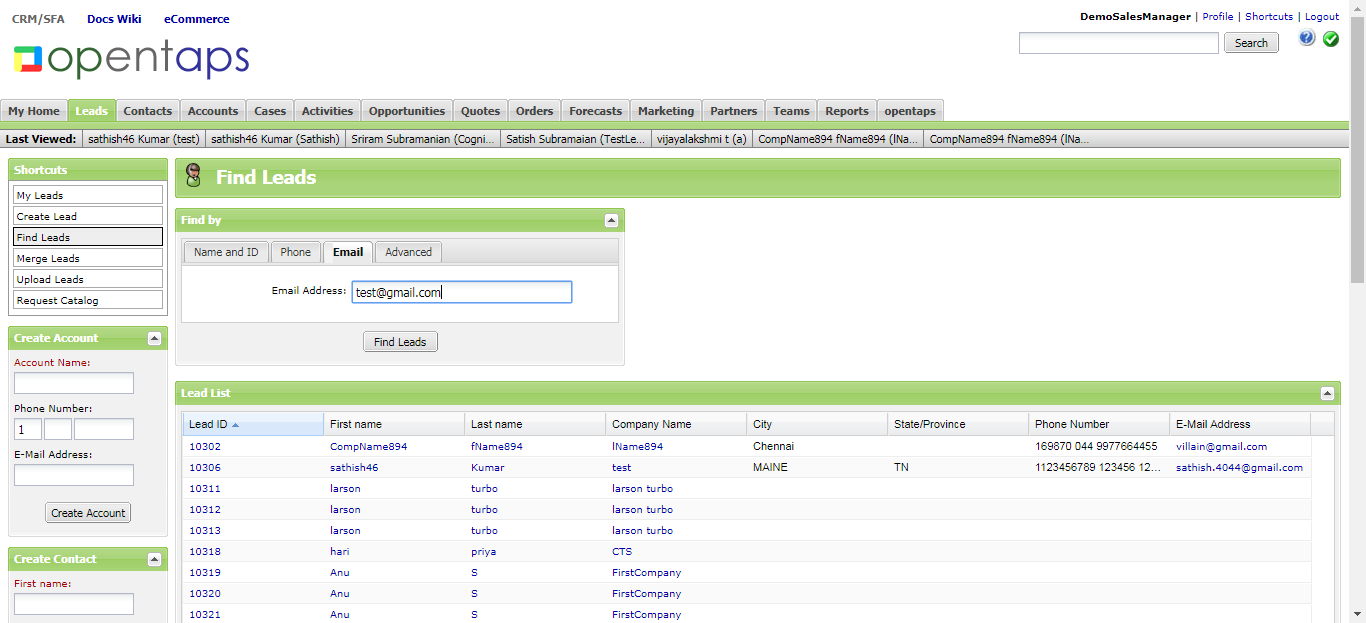 CRM/SFA Docs Wiki eCommerce
DemoSalesManager | Profile | Shortcuts | Logout
opentaps
Search
My Home Leads Contacts Accounts Cases Activities Opportunities Quotes Orders Forecasts Marketing Partners Teams Reports opentaps
Last Viewed: sathish46 Kumar (test) sathish46 Kumar (Sathish) Sriram Subramanian (Cogni... Satish Subramaian (TestLe... vijayalakshmi t (a) CompName894 fName894 (lNa... CompName894 fName894 (lNa...
Shortcuts
My Leads
Create Lead
Find Leads
Merge Leads
Upload Leads
Request Catalog
Create Account
Account Name:
Phone Number:
1
E-Mail Address:
Create Account
Create Contact
First name:
Find Leads
Find by
Name and ID Phone Email Advanced
Email Address: test@gmail.com
Find Leads
Lead List
Lead ID First name Last name Company Name City State/Province Phone Number E-Mail Address
10302 CompName894 fName894 lName894 Chennai 169870 044 9977664455 villain@gmail.com
10306 sathish46 Kumar test MAINE TN 1123456789 123456 12... sathish.4044@gmail.com
10311 larson turbo larson turbo
10312 larson turbo larson turbo
10313 larson turbo larson turbo
10318 hari priya CTS
10319 Anu S FirstCompany
10320 Anu S FirstCompany
10321 Anu S FirstCompany